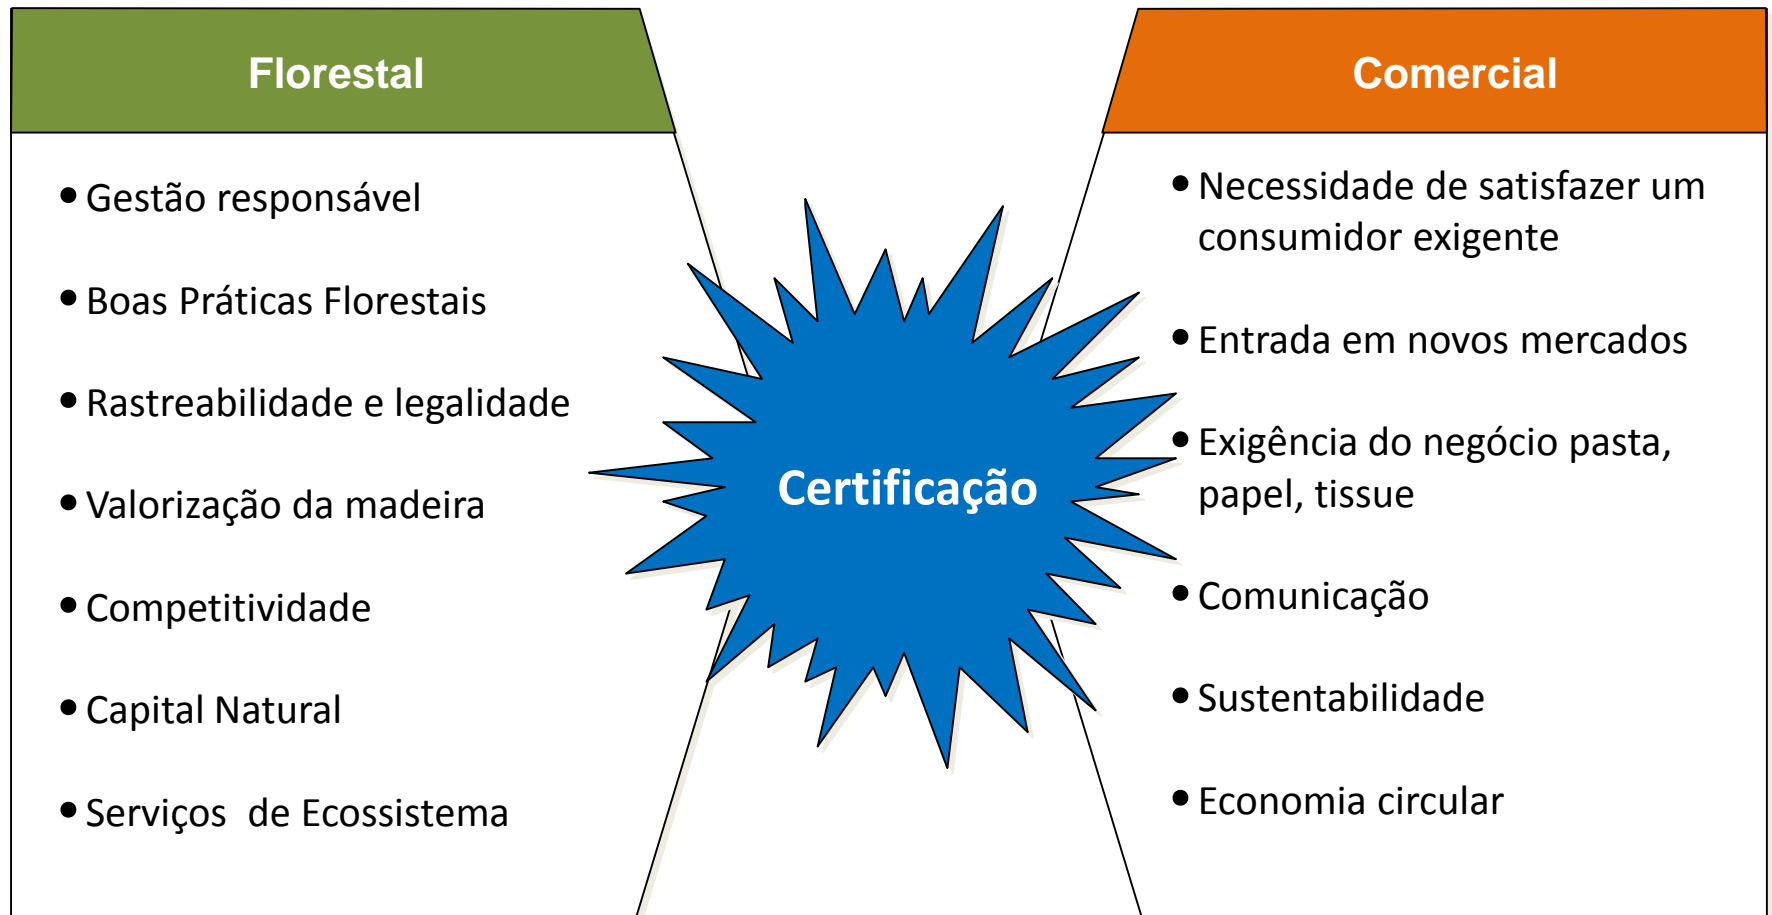 Florestal
• Gestão responsável
• Boas Práticas Florestais
• Rastreabilidade e legalidade
• Valorização da madeira
• Competitividade
• Capital Natural
• Serviços  de Ecossistema
Certificação
Comercial
• Necessidade de satisfazer um
consumidor exigente
• Entrada em novos mercados
• Exigência do negócio pasta,
papel, tissue
• Comunicação
• Sustentabilidade
• Economia circular